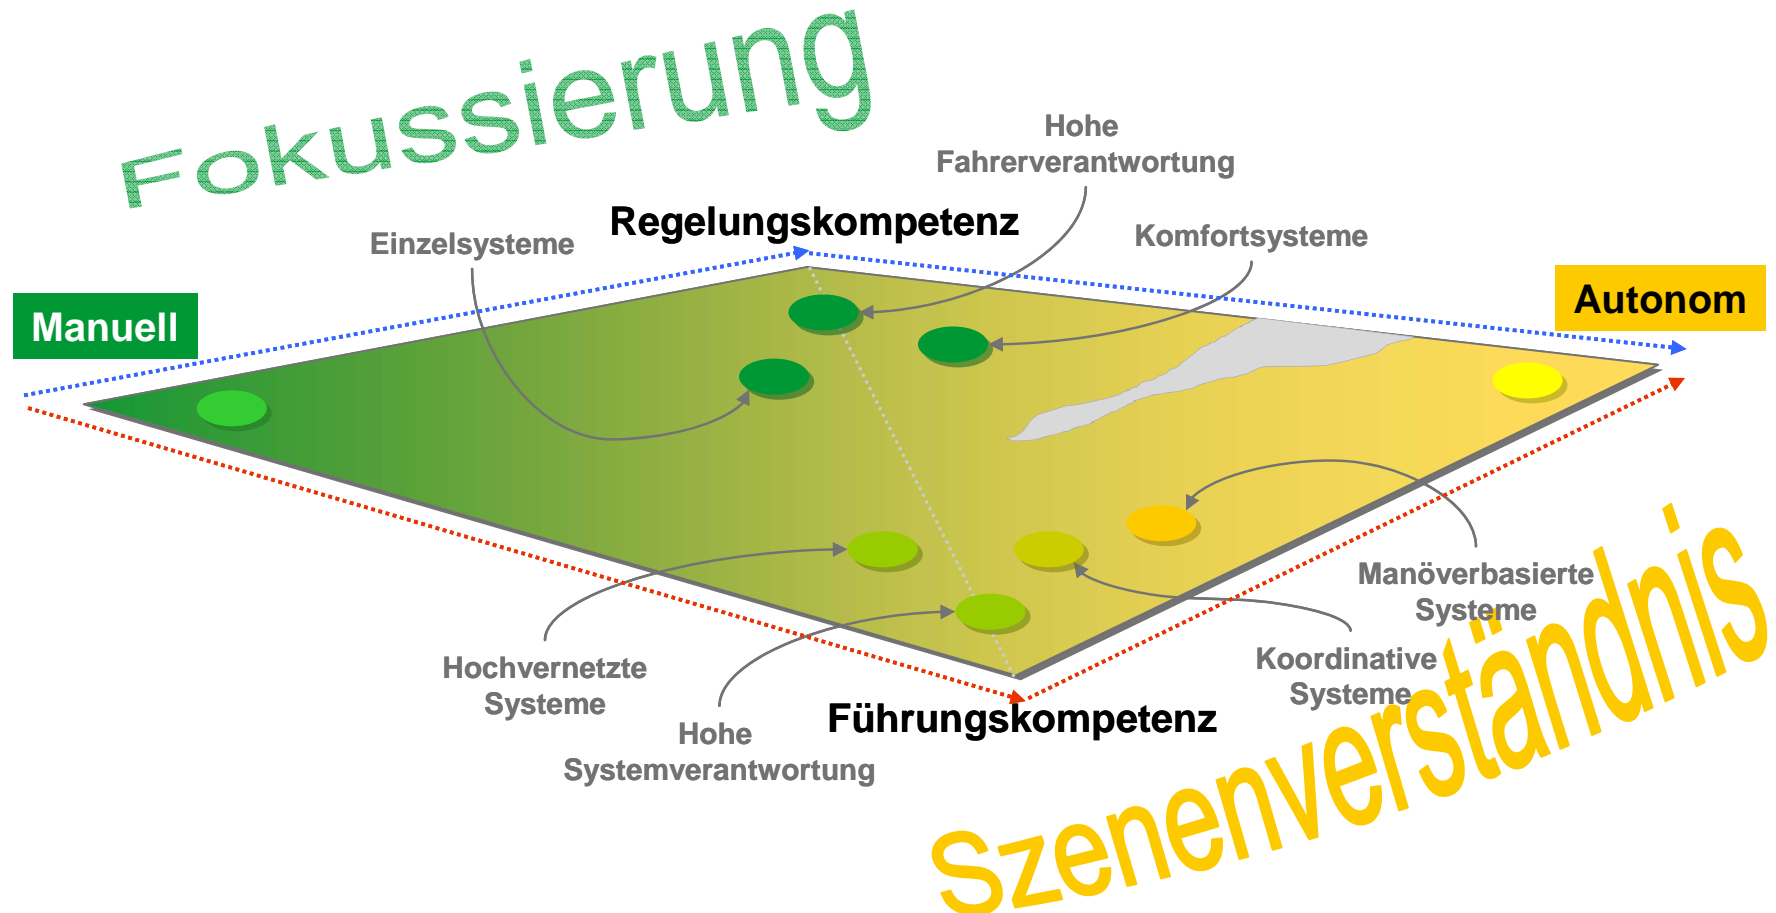 Fokussierung
Hohe
Fahrerverantwortung
Regelungskompetenz
Einzelsysteme
Komfortsysteme
Manuell
Autonom
Manöverbasierte
Systeme
Hochvernetzte
Systeme
Koordinative
Systeme
Führungskompetenz
Hohe
Systemverantwortung
Szenenverständnis